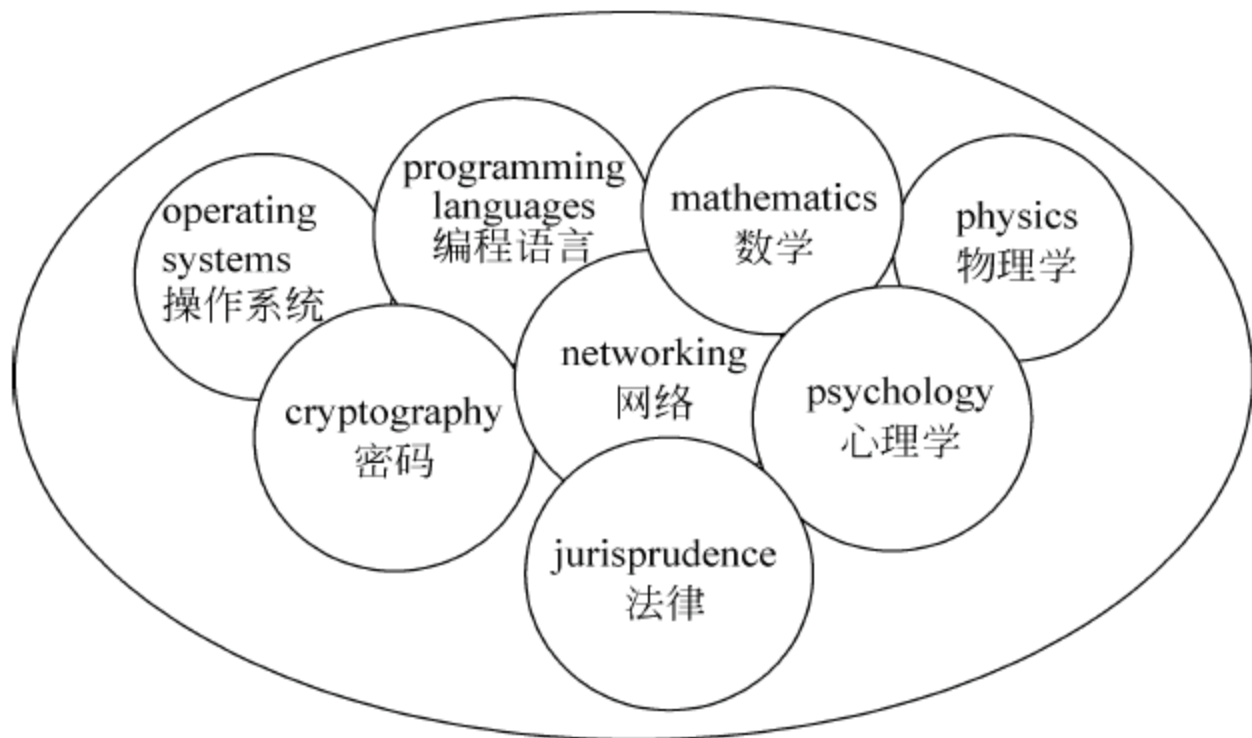 operating
systems
操作系统
programming
languages
编程语言
mathematics
数学
physics
物理学
cryptography
密码
networking
网络
psychology
心理学
jurisprudence
法律